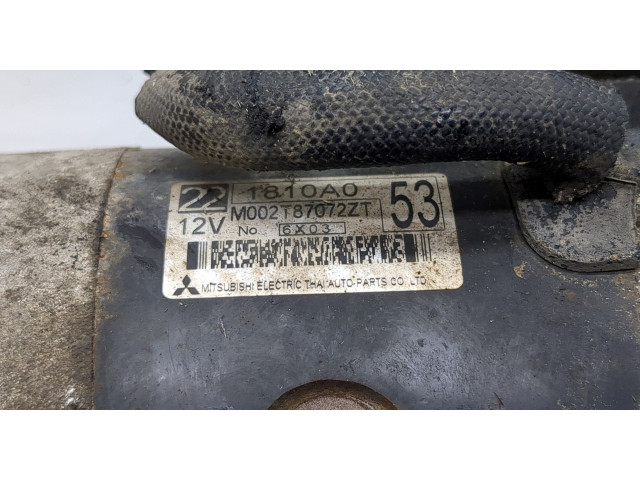 22 1810A0
12V M002T87072ZT 53
No 6X03
MITSUBISHI ELECTRIC THAI AUTO-PARTS CO. LTD.